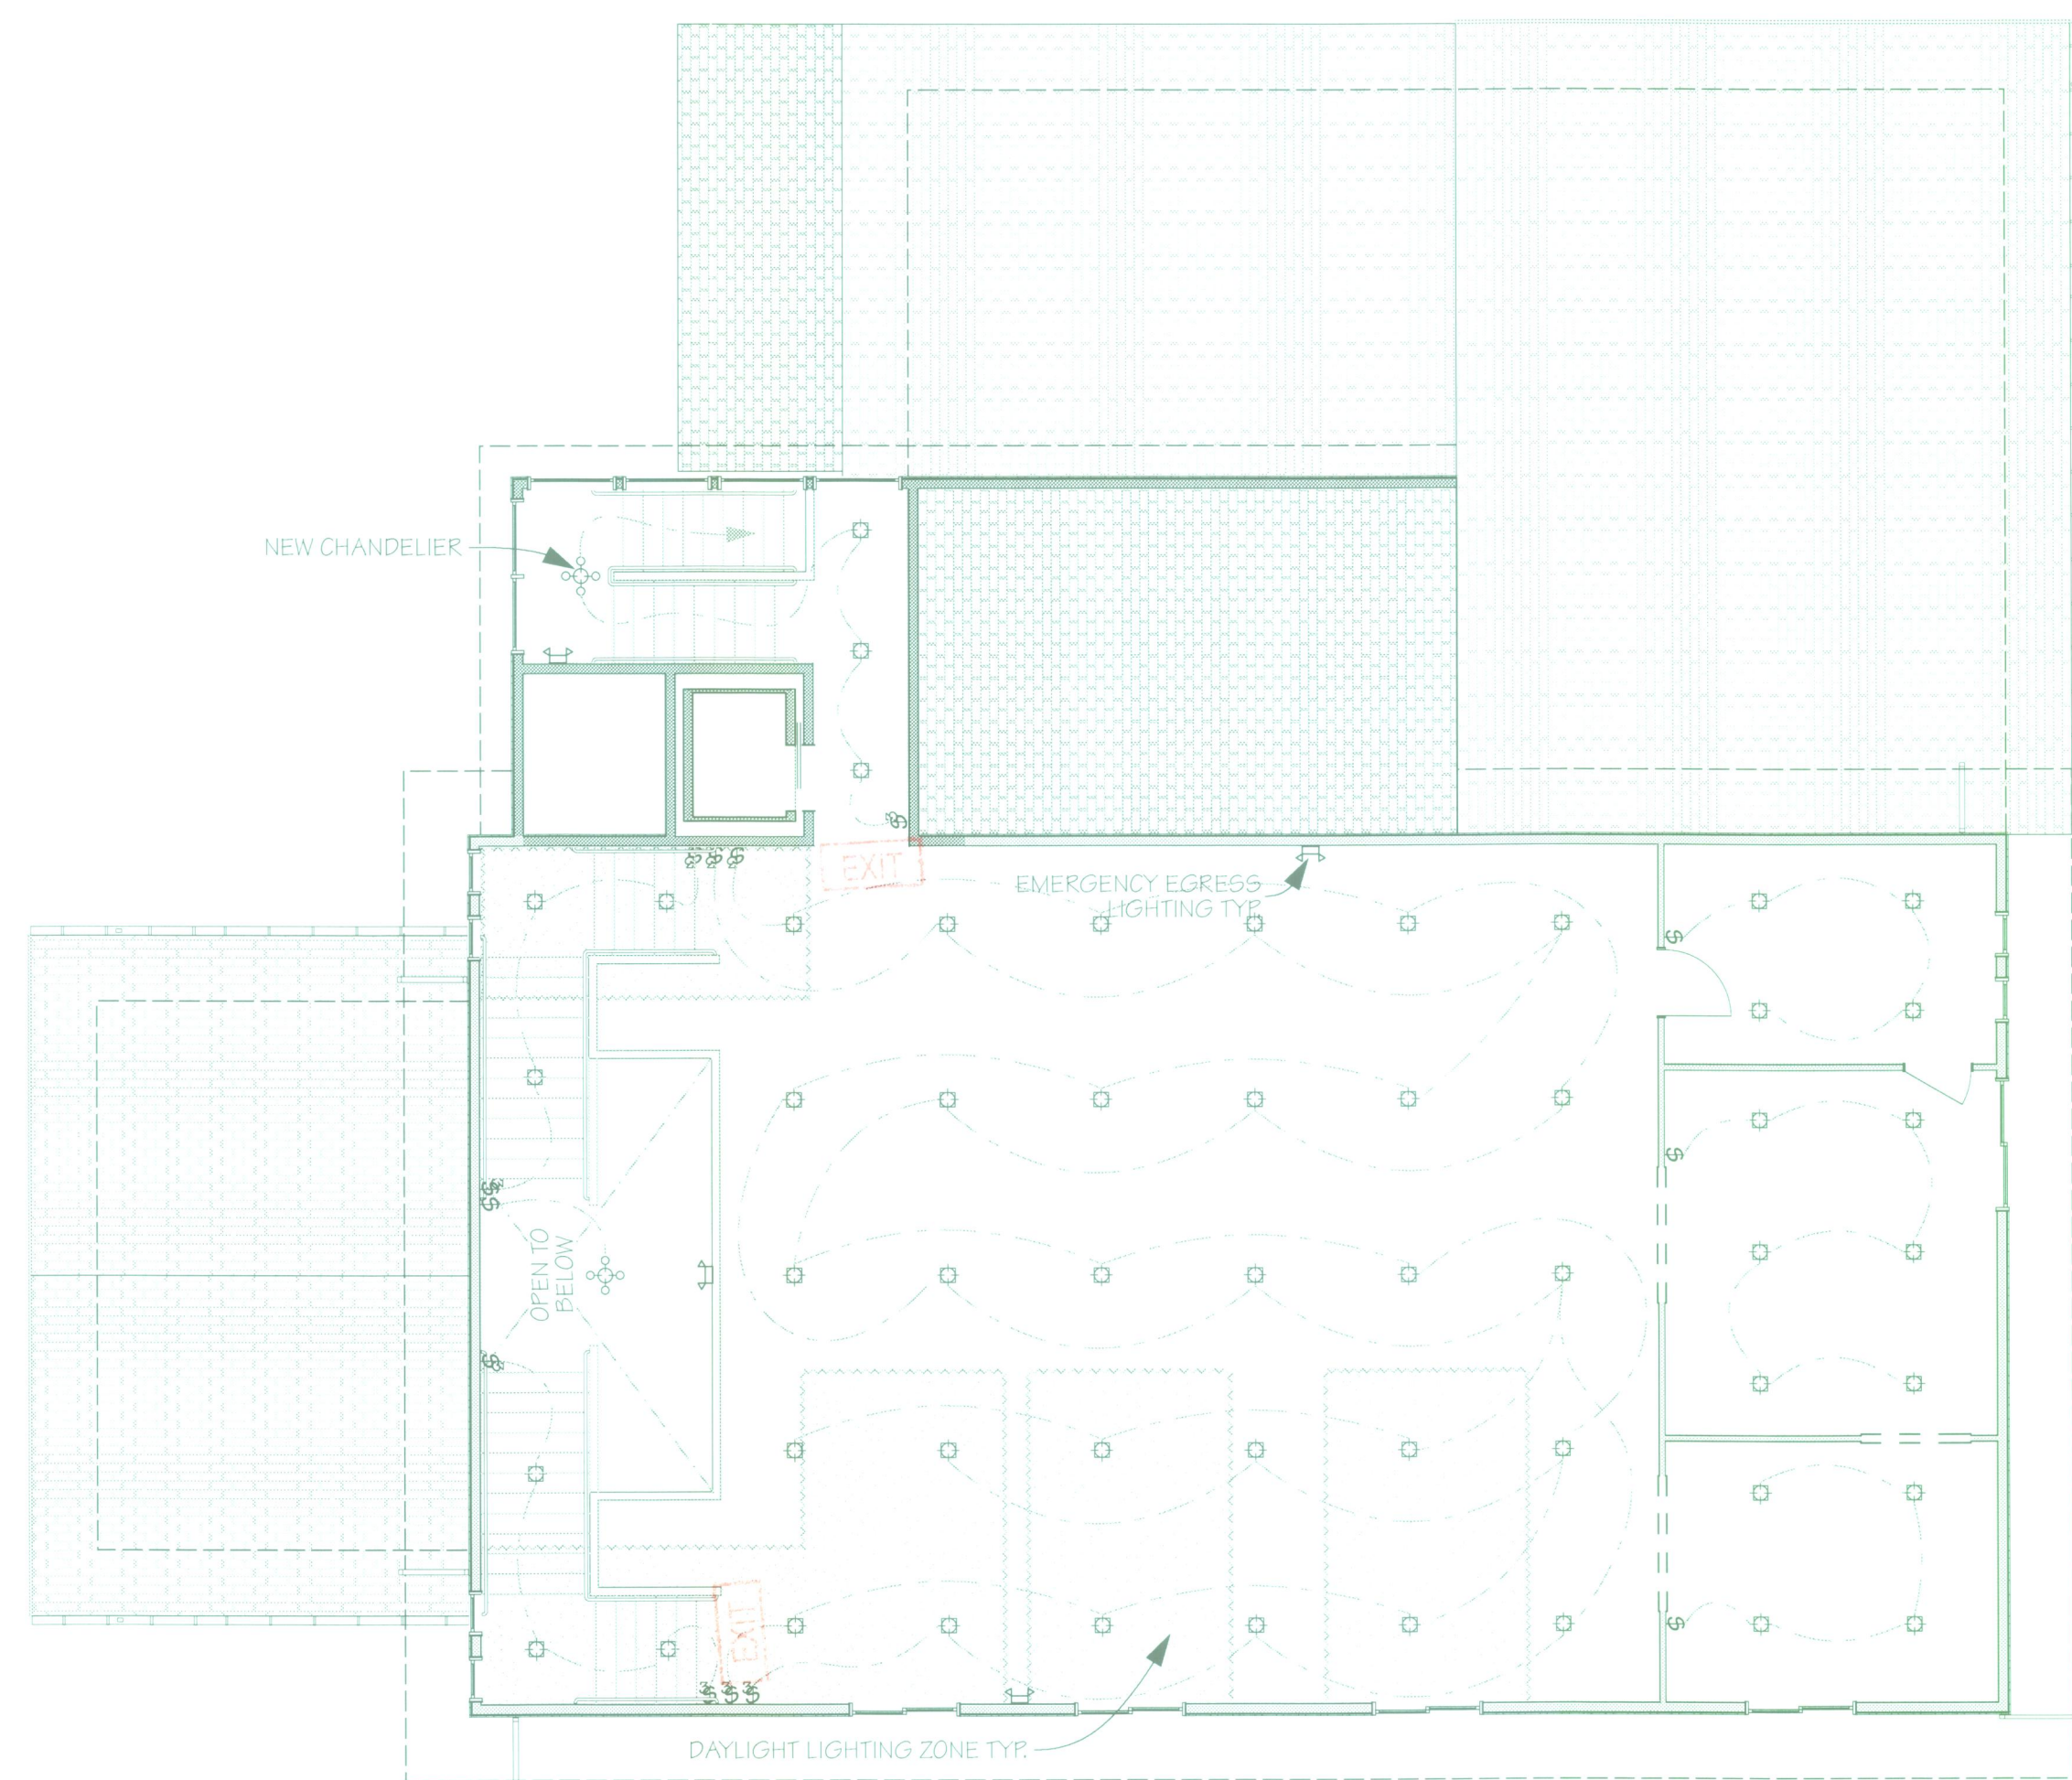 NEW CHANDELIER
EXIT
EMERGENCY EGRESS
LIGHTING TYP.
OPEN TO
BELOW
EXIT
DAYLIGHT LIGHTING ZONE TYP.